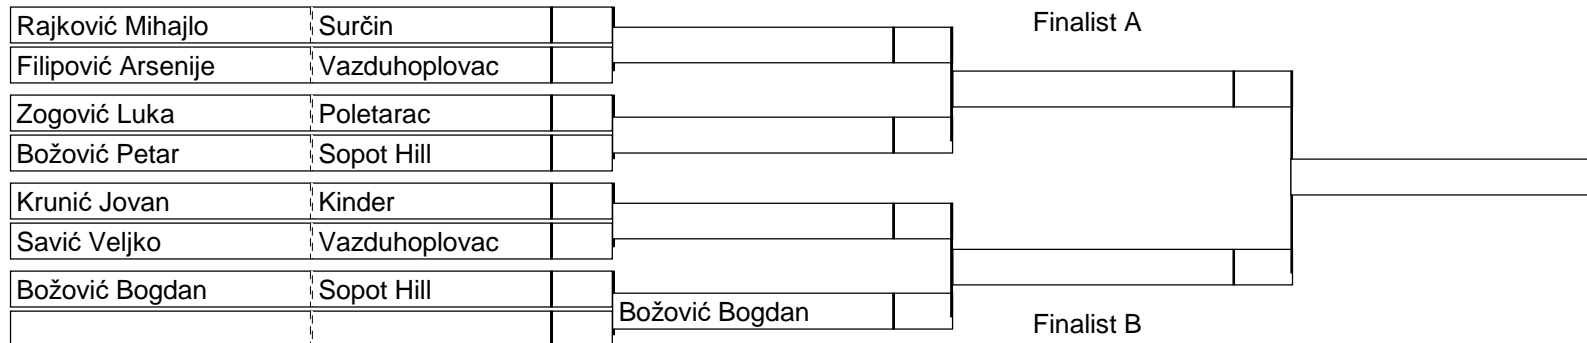 Rajković Mihajlo Surčin
Filipović Arsenije Vazduhoplovac
Zogović Luka Poletarac
Božović Petar Sopot Hill
Krunić Jovan Kinder
Savić Veljko Vazduhoplovac
Božović Bogdan Sopot Hill
Božović Bogdan
Finalist A
Finalist B